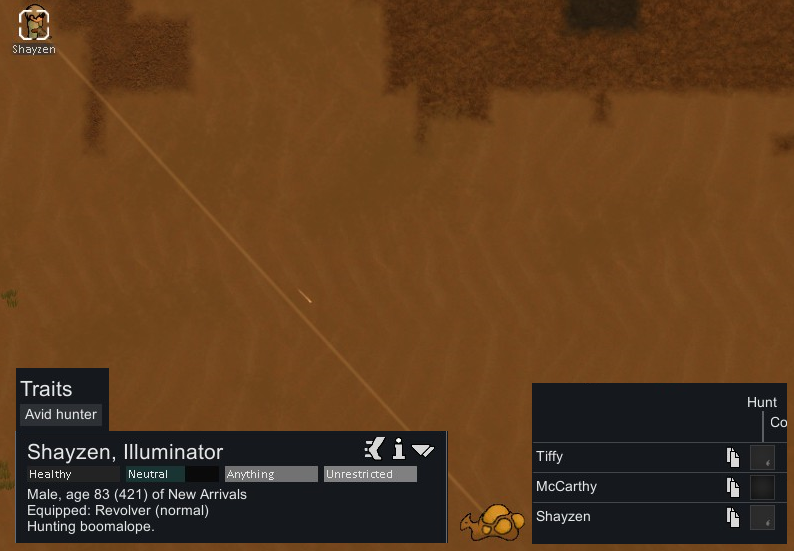 Shayzen
Traits
Avid hunter
Shayzen, Illuminator
Healthy Neutral Anything Unrestricted
Male, age 83 (421) of New Arrivals
Equipped: Revolver (normal)
Hunting boomalope.
Hunt
Co
Tiffy
McCarthy
Shayzen